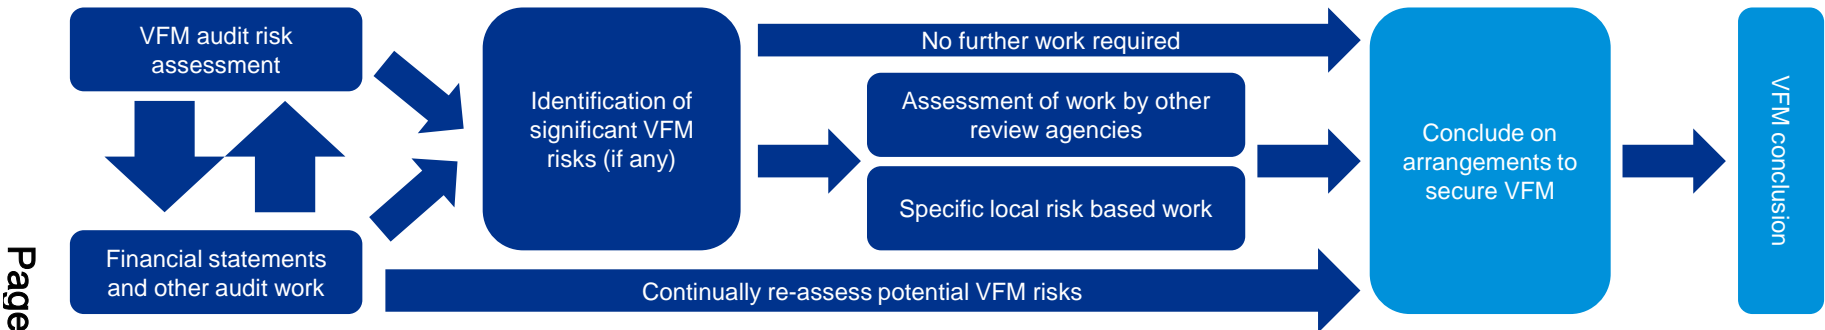 VFM audit risk
assessment
Financial statements
and other audit work
Identification of
significant VFM
risks (if any)
No further work required
Assessment of work by other
review agencies
Specific local risk based work
Continually re-assess potential VFM risks
Conclude on
arrangements to
secure VFM
VFM conclusion
Page